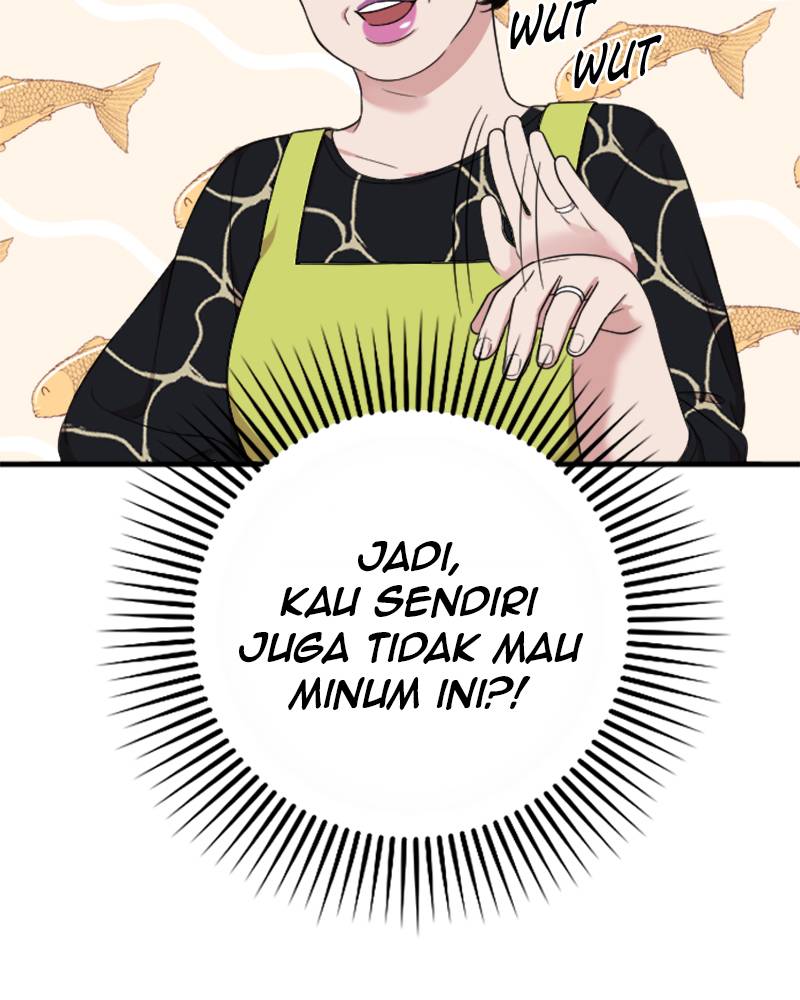 WUT
WUT
JADI,
KAU SENDIRI
JUGA TIDAK MAU
MINUM INI?!